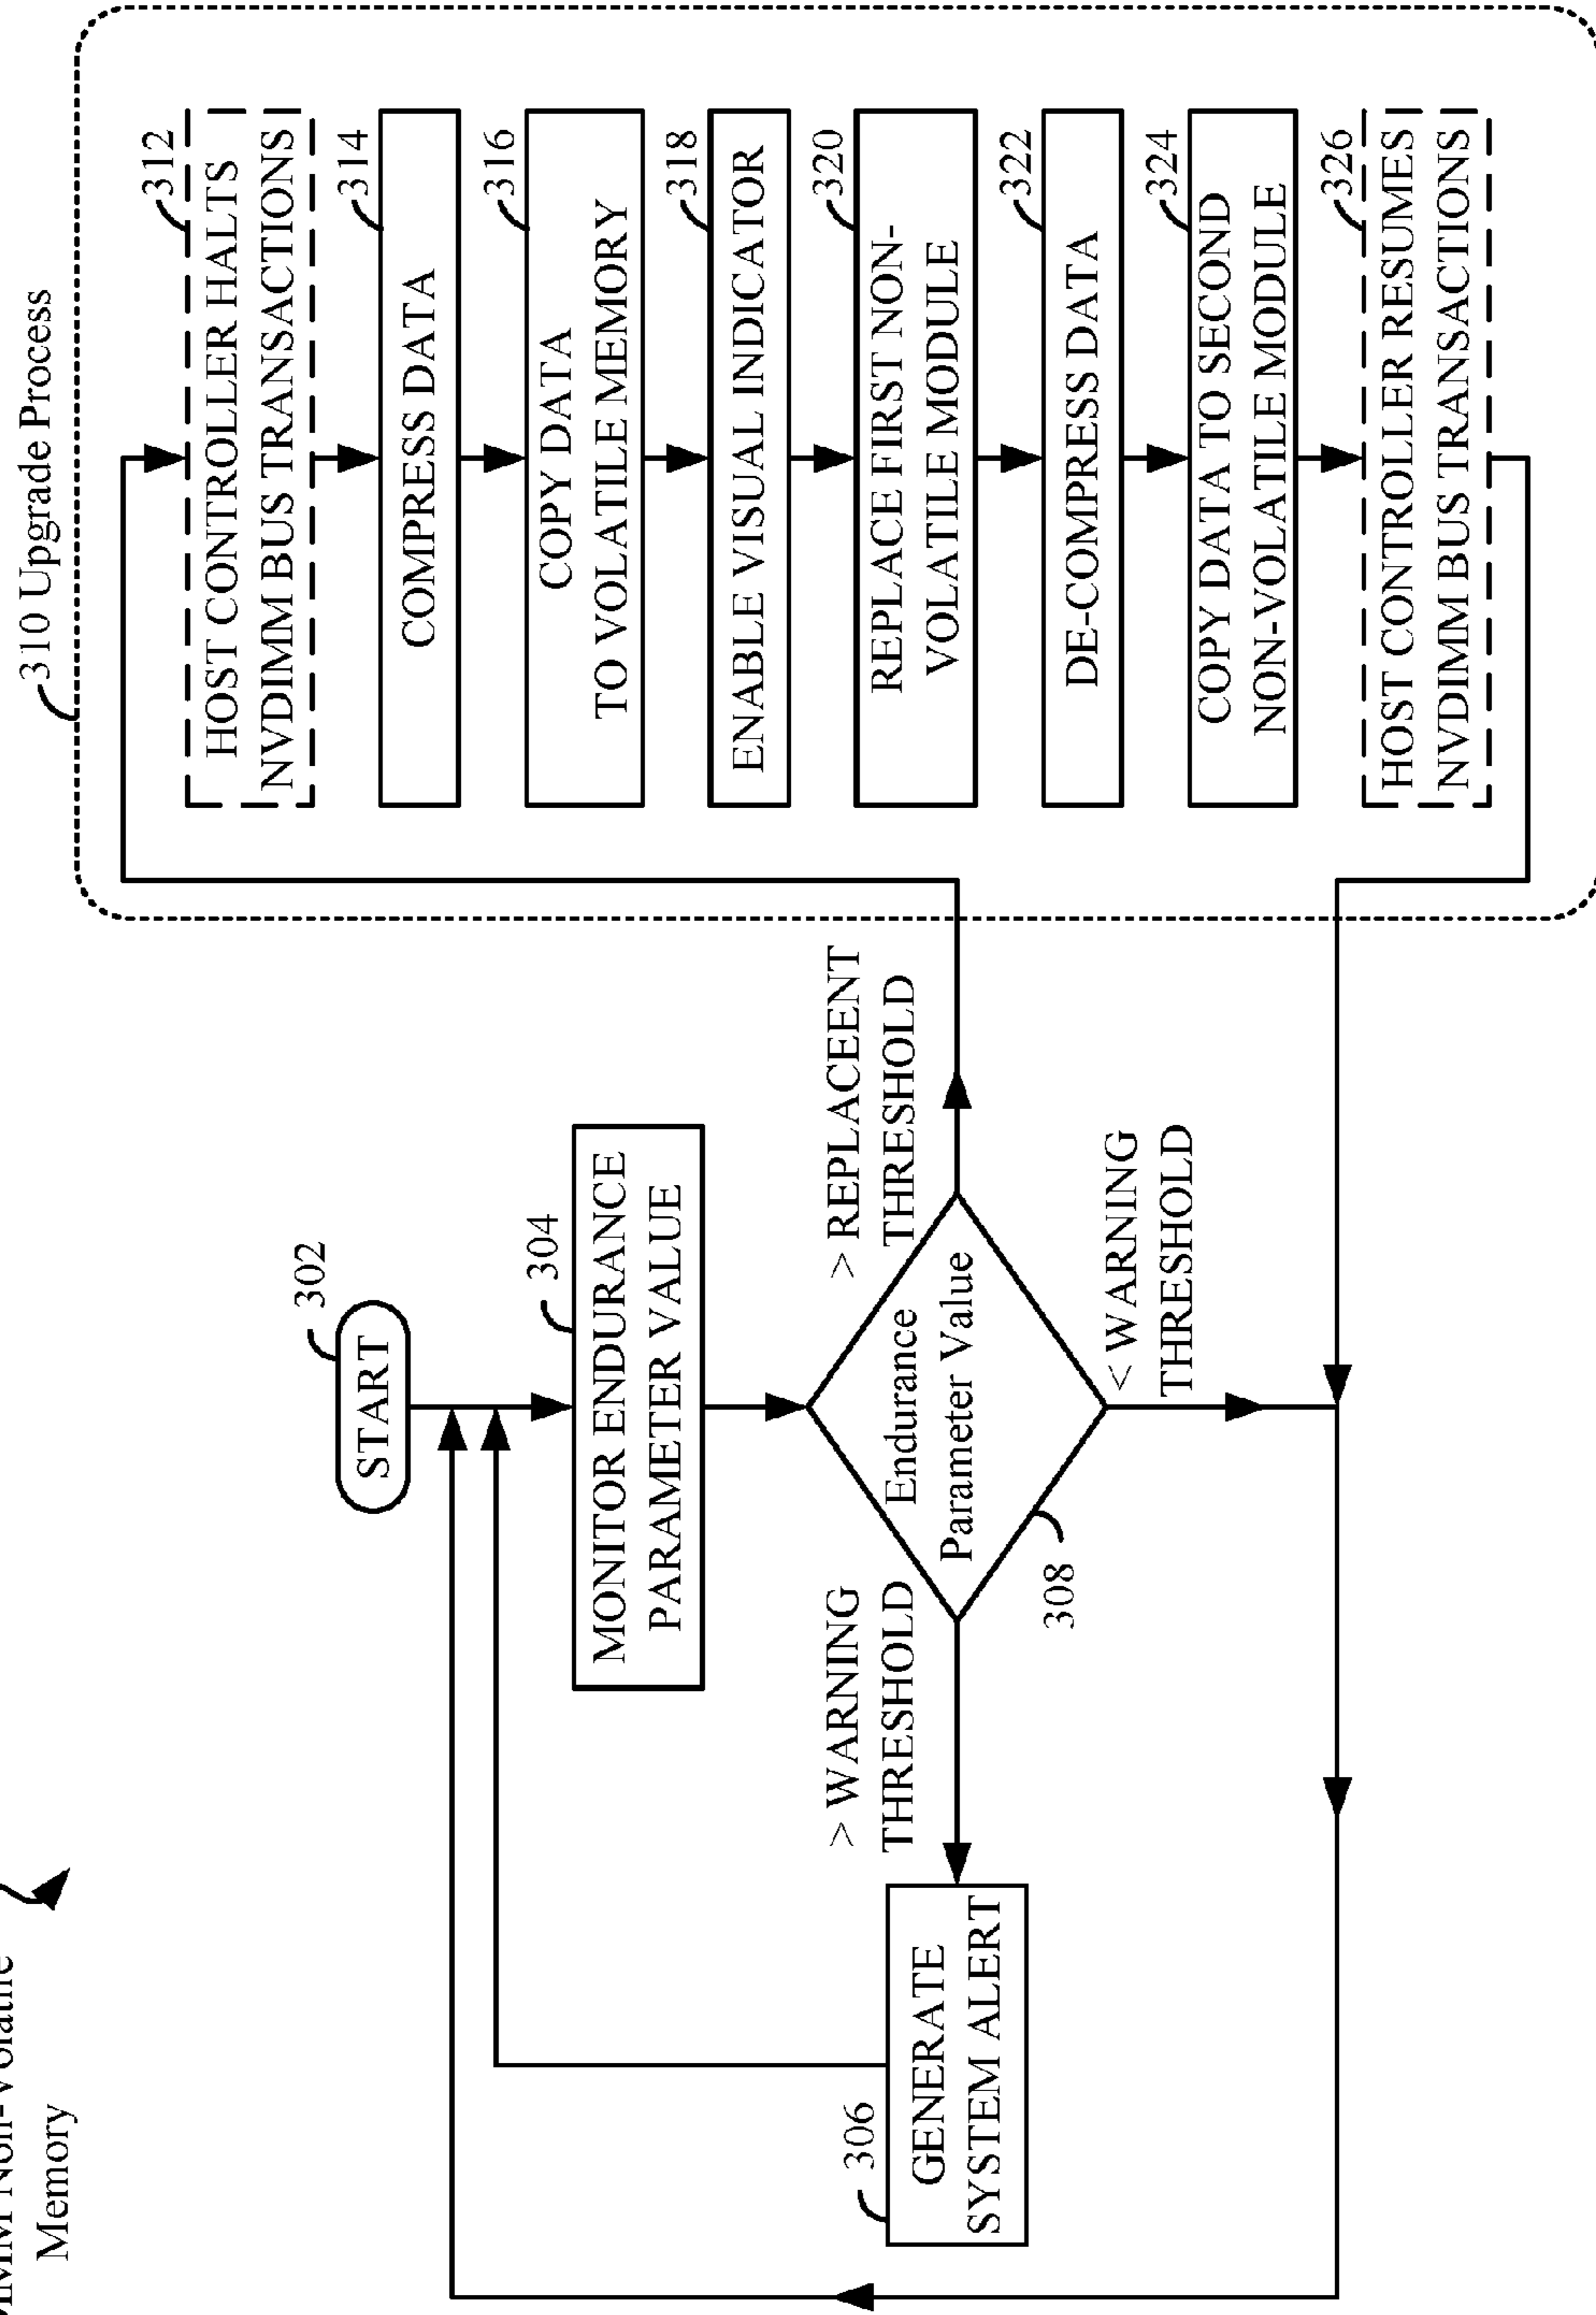 Memory
302
START
304
MONITOR ENDURANCE
PARAMETER VALUE
> WARNING
THRESHOLD
Endurance
Parameter Value
308
> REPLACEENT
THRESHOLD
< WARNING
THRESHOLD
306
GENERATE
SYSTEM ALERT
310 Upgrade Process
312
HOST CONTROLLER HALTS
NVDIMM BUS TRANSACTIONS
314
COMPRESS DATA
316
COPY DATA
TO VOLATILE MEMORY
318
ENABLE VISUAL INDICATOR
320
REPLACE FIRST NON-
VOLATILE MODULE
322
DE-COMPRESS DATA
324
COPY DATA TO SECOND
NON-VOLATILE MODULE
326
HOST CONTROLLER RESUMES
NVDIMM BUS TRANSACTIONS